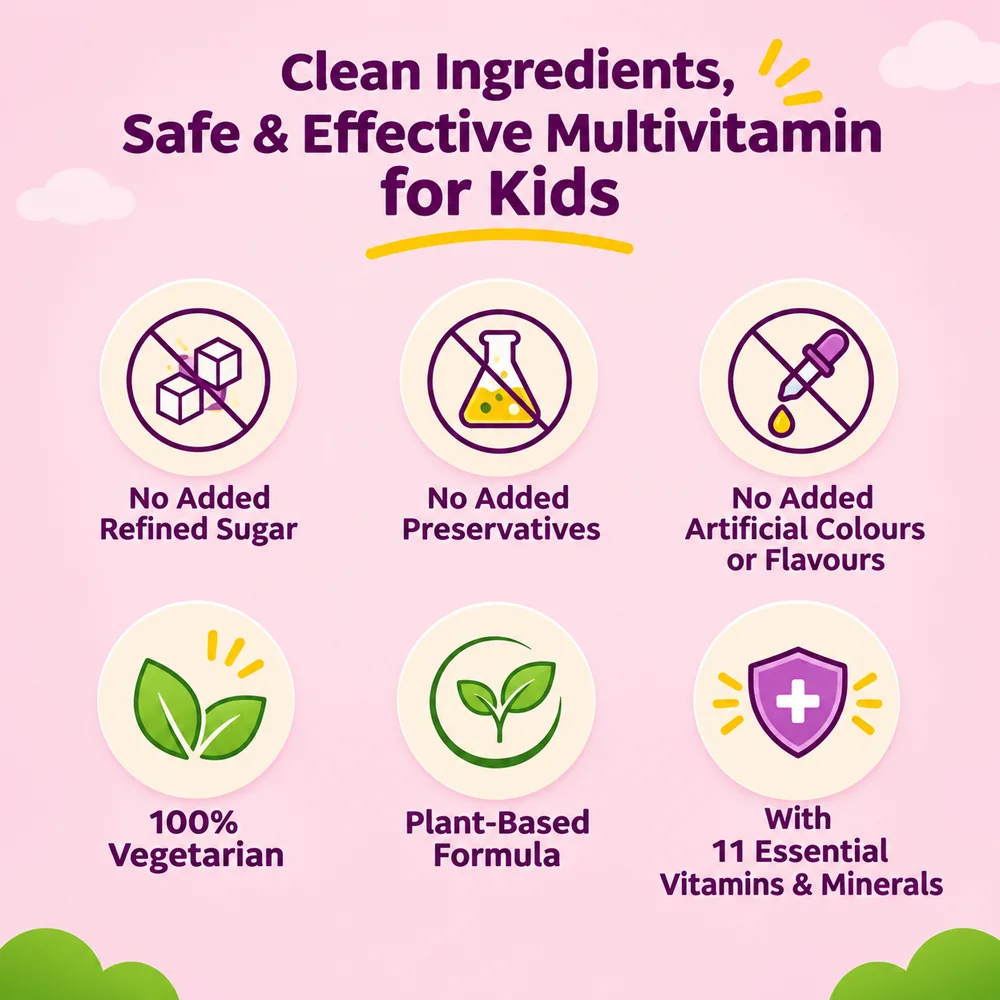 Clean Ingredients,
Safe & Effective Multivitamin
for Kids
No Added
Refined Sugar
No Added
Preservatives
No Added
Artificial Colours
or Flavours
100%
Vegetarian
Plant-Based
Formula
With
11 Essential
Vitamins & Minerals